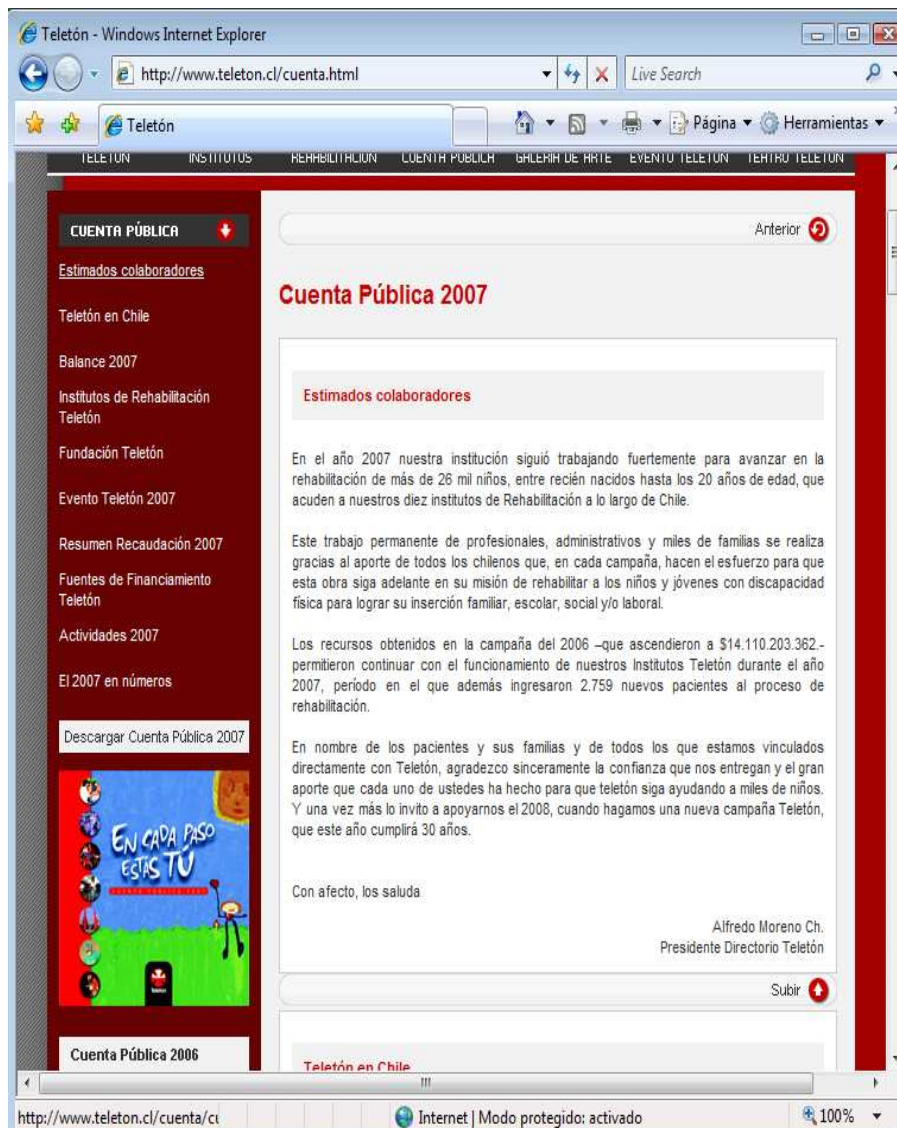 Teletón - Windows Internet Explorer
http://www.teleton.cl/cuenta.html
Live Search
Teletón
Página
Herramientas
TELETON INSTITUTOS REHABILITACION CUENTA PUBLICA GALERIA DE ARTE EVENTO TELETON TEATRO TELETON
CUENTA PÚBLICA
Estimados colaboradores
Teletón en Chile
Balance 2007
Institutos de Rehabilitación
Teletón
Fundación Teletón
Evento Teletón 2007
Resumen Recaudación 2007
Fuentes de Financiamiento
Teletón
Actividades 2007
El 2007 en números
Descargar Cuenta Pública 2007
EN CADA PASO
ESTAS TÚ
Cuenta Pública 2006
Anterior
Cuenta Pública 2007
Estimados colaboradores
En el año 2007 nuestra institución siguió trabajando fuertemente para avanzar en la
rehabilitación de más de 26 mil niños, entre recién nacidos hasta los 20 años de edad, que
acuden a nuestros diez institutos de Rehabilitación a lo largo de Chile.
Este trabajo permanente de profesionales, administrativos y miles de familias se realiza
gracias al aporte de todos los chilenos que, en cada campaña, hacen el esfuerzo para que
esta obra siga adelante en su misión de rehabilitar a los niños y jóvenes con discapacidad
física para lograr su inserción familiar, escolar, social y/o laboral.
Los recursos obtenidos en la campaña del 2006 –que ascendieron a $14.110.203.362.-
permitieron continuar con el funcionamiento de nuestros Institutos Teletón durante el año
2007, período en el que además ingresaron 2.759 nuevos pacientes al proceso de
rehabilitación.
En nombre de los pacientes y sus familias y de todos los que estamos vinculados
directamente con Teletón, agradezco sinceramente la confianza que nos entregan y el gran
aporte que cada uno de ustedes ha hecho para que teletón siga ayudando a miles de niños.
Y una vez más lo invito a apoyarnos el 2008, cuando hagamos una nueva campaña Teletón,
que este año cumplirá 30 años.
Con afecto, los saluda
Alfredo Moreno Ch.
Presidente Directorio Teletón
Subir
Teletón en Chile
http://www.teleton.cl/cuenta/cu
Internet | Modo protegido: activado
100%